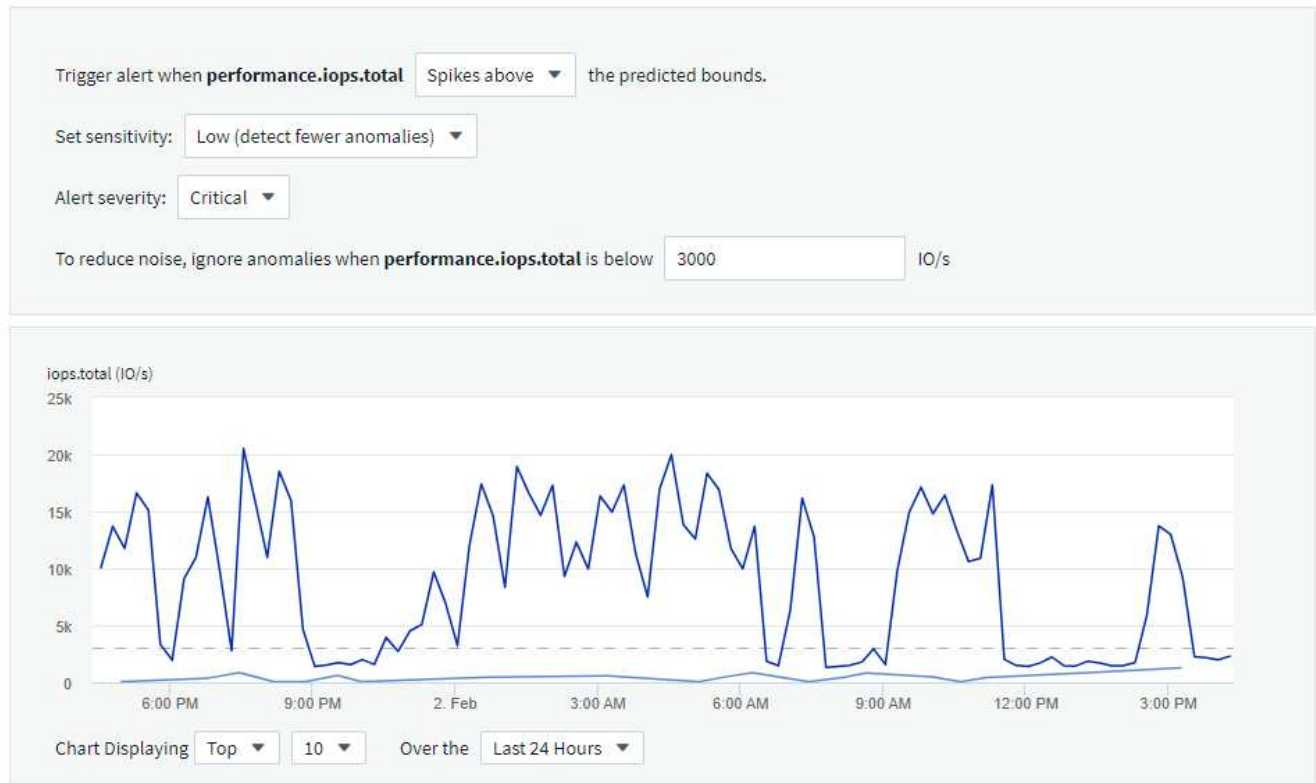 Trigger alert when performance.iops.total Spikes above the predicted bounds.
Set sensitivity: Low (detect fewer anomalies)
Alert severity: Critical
To reduce noise, ignore anomalies when performance.iops.total is below 3000 IO/s
iops.total (IO/s)
25k
20k
15k
10k
5k
0
6:00 PM 9:00 PM 2. Feb 3:00 AM 6:00 AM 9:00 AM 12:00 PM 3:00 PM
Chart Displaying Top 10 Over the Last 24 Hours